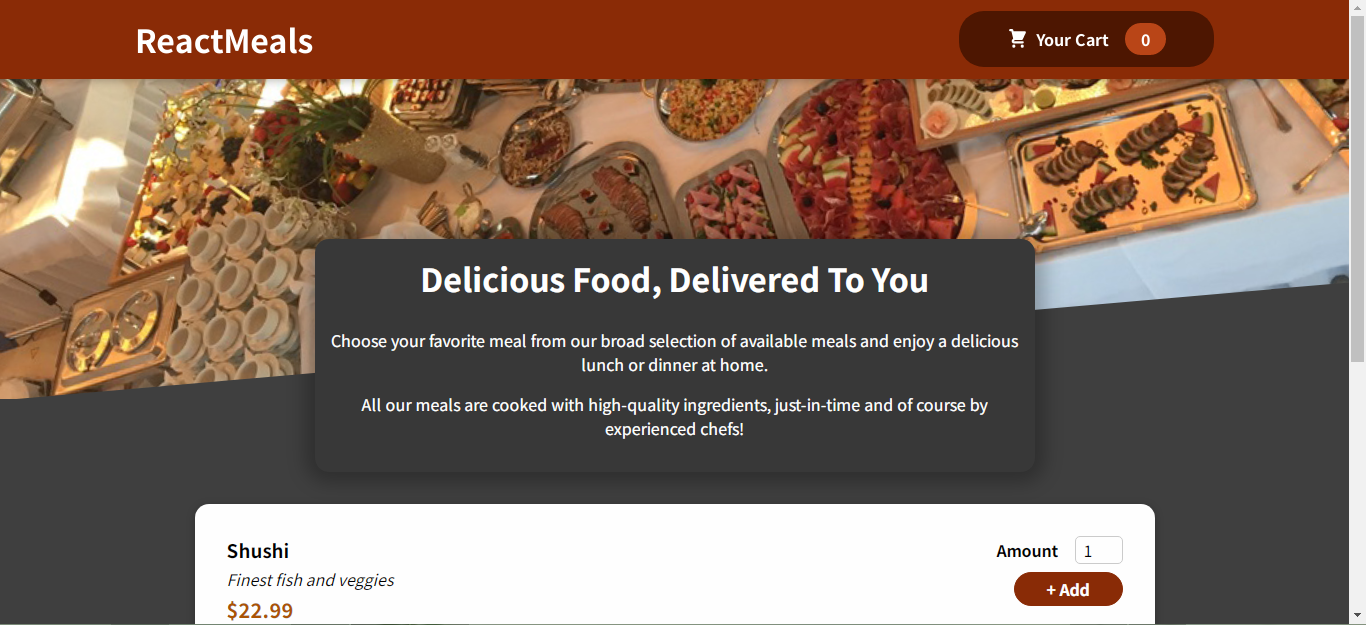 ReactMeals
Your Cart 0
Delicious Food, Delivered To You
Choose your favorite meal from our broad selection of available meals and enjoy a delicious
lunch or dinner at home.
All our meals are cooked with high-quality ingredients, just-in-time and of course by
experienced chefs!
Shushi
Amount 1
Finest fish and veggies
+ Add
$22.99